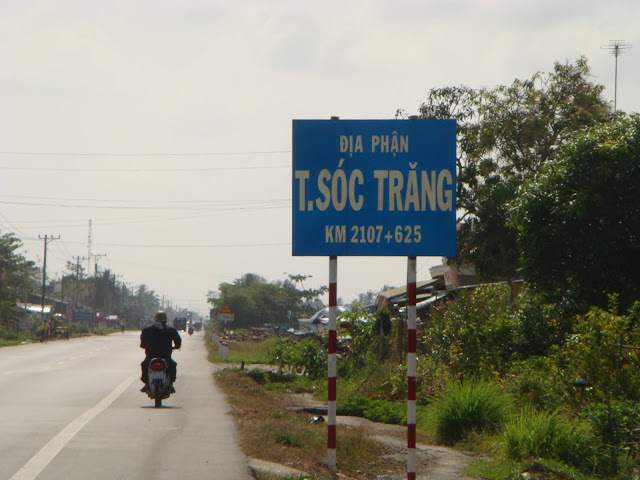 ĐỊA PHẬN
T.SÓC TRĂNG
KM 2107+625